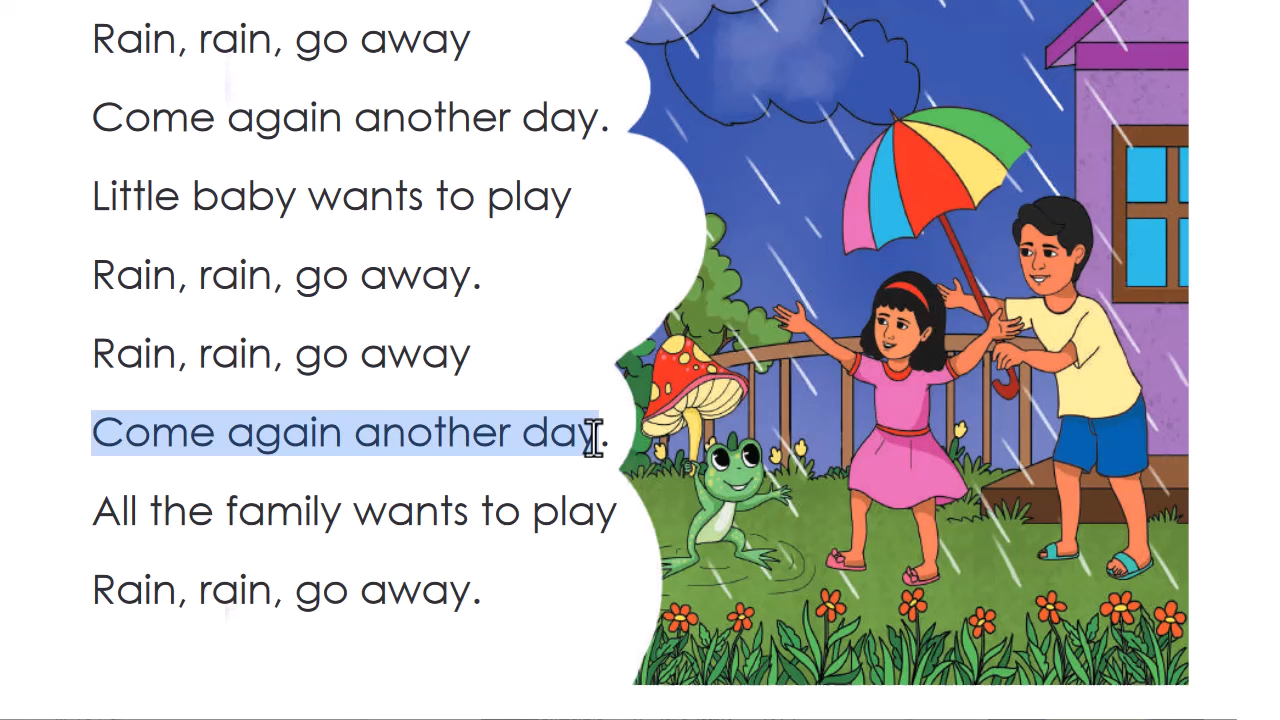 Rain, rain, go away
Come again another day.
Little baby wants to play
Rain, rain, go away.
Rain, rain, go away
Come again another day.
All the family wants to play
Rain, rain, go away.